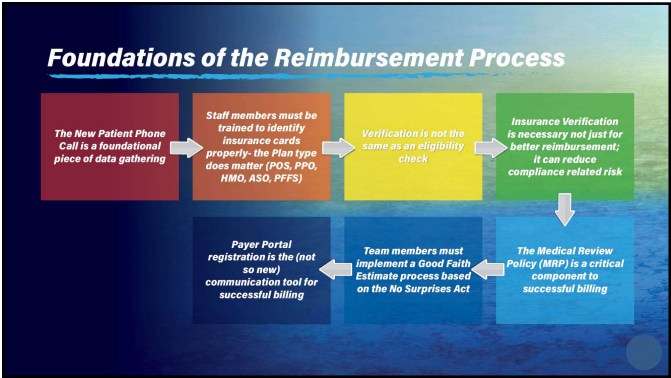 Foundations of the Reimbursement Process
The New Patient Phone
Call is a foundational
piece of data gathering
Staff members must be
trained to identify
insurance cards
properly- the Plan type
does matter (POS, PPO,
HMO, ASO, PFFS)
Verification is not the
same as an eligibility
check
Insurance Verification
is necessary not just for
better reimbursement;
it can reduce
compliance related risk
The Medical Review
Policy (MRP) is a critical
component to
successful billing
Team members must
implement a Good Faith
Estimate process based
on the No Surprises Act
Payer Portal
registration is the (not
so new)
communication tool for
successful billing